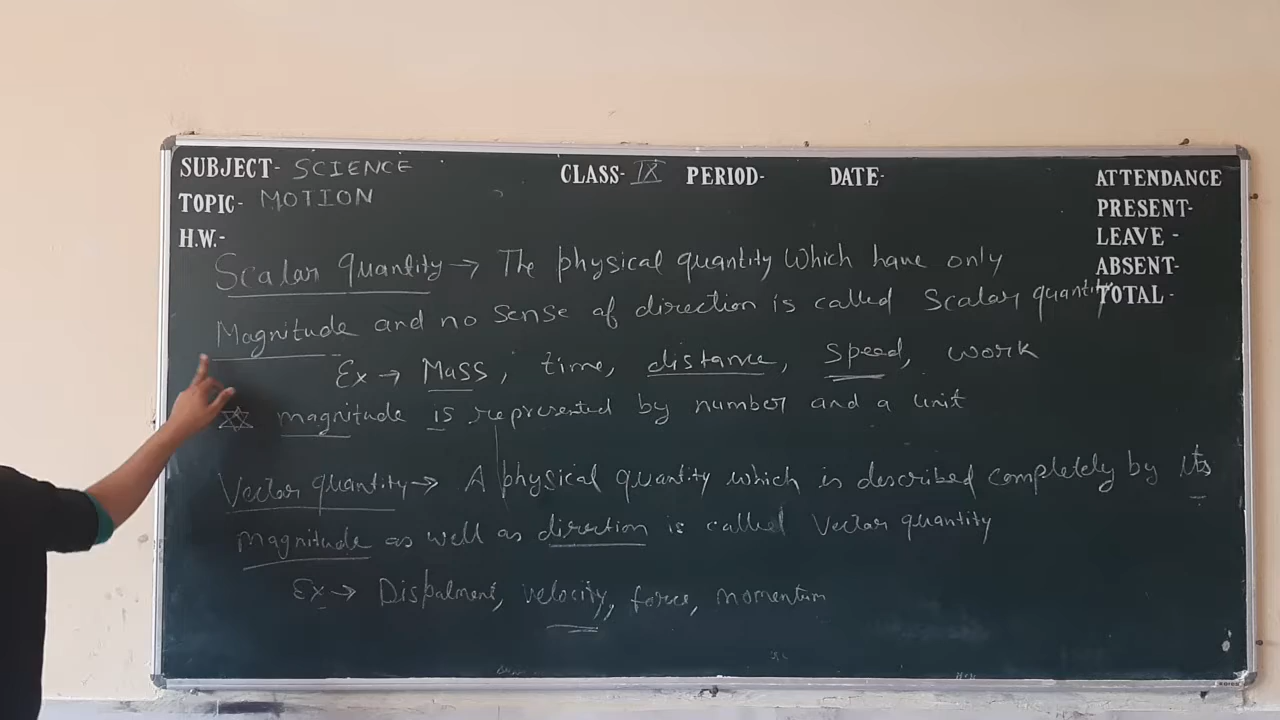 SUBJECT- SCIENCE CLASS- IX PERIOD- DATE- ATTENDANCE
TOPIC- MOTION PRESENT-
H.W.- LEAVE -
ABSENT-
TOTAL -
Scalar quantity → The physical quantity which have only
Magnitude and no sense of direction is called Scalar quantity
Ex → Mass, time, distance, speed, work
magnitude is represented by number and a unit
Vector quantity → A physical quantity which is described completely by its
magnitude as well as direction is called Vector quantity
Ex → Dispalment, velocity, force, momentum